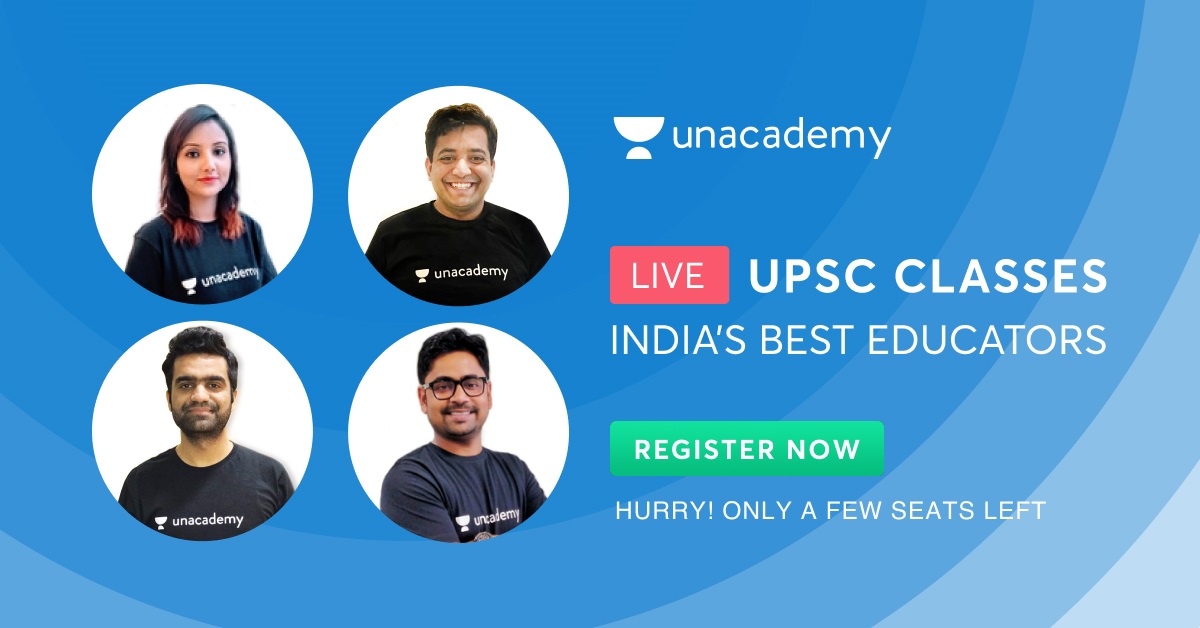 unacademy
LIVE UPSC CLASSES
INDIA'S BEST EDUCATORS
REGISTER NOW
HURRY! ONLY A FEW SEATS LEFT
unacademy
unacademy
unacademy
unacademy